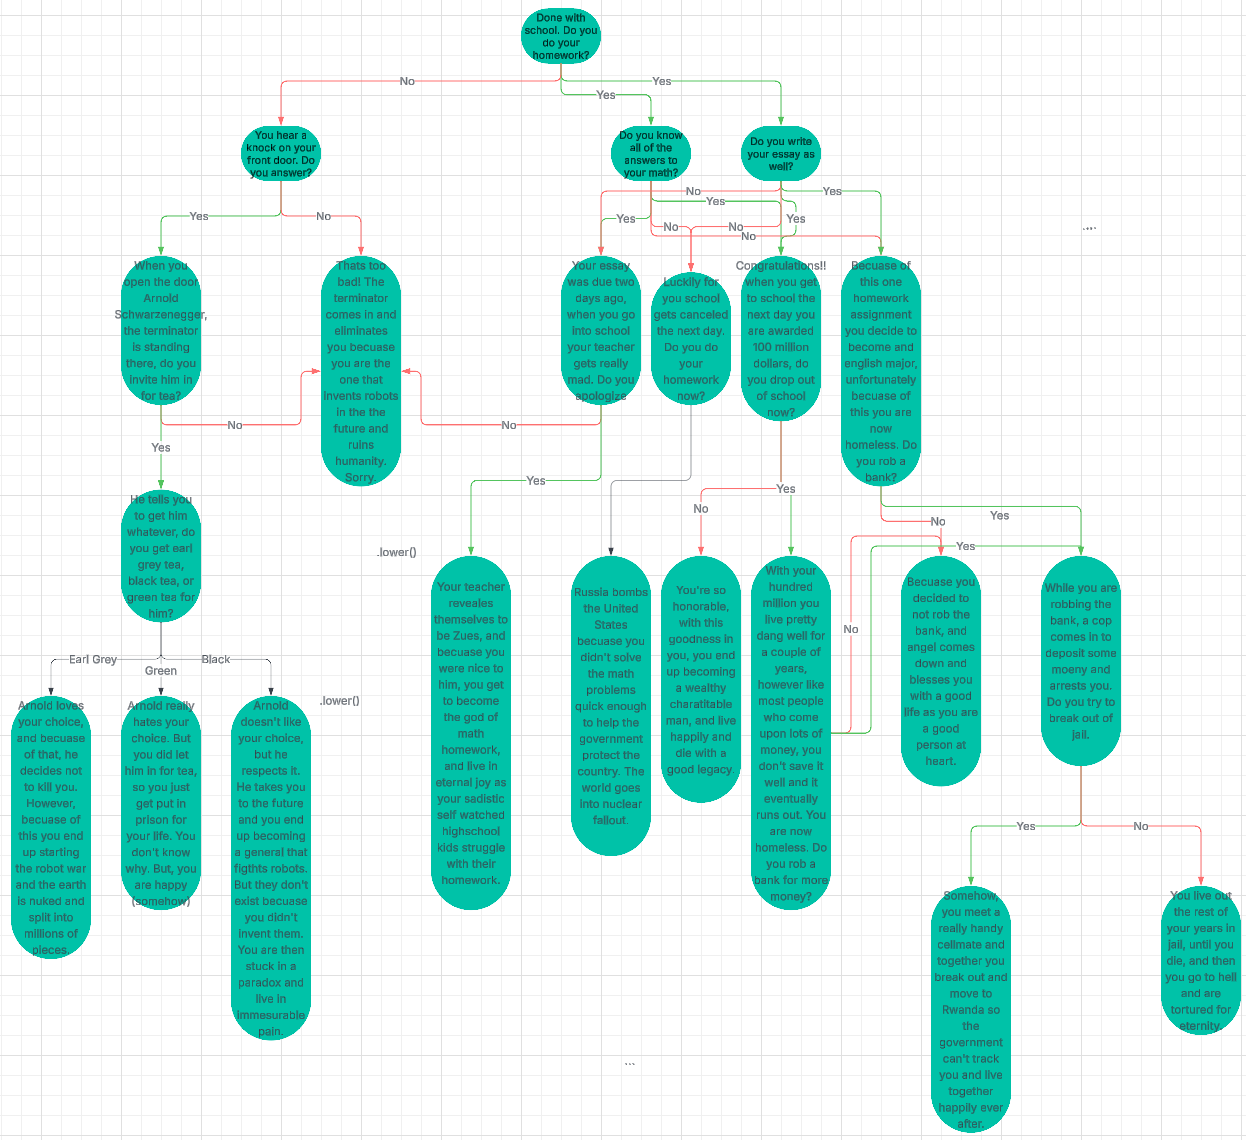 Done with
school. Do you
do your
homework?
No
Yes
Yes
You hear a
knock on your
front door. Do
you answer?
Do you know
all of the
answers to
your math?
Do you write
your essay as
well?
No
Yes
Yes
Yes
No
Yes
No
Yes
No
No
....
When you
open the door
Arnold
Schwarzenegger,
the terminator
is standing
there, do you
invite him in
for tea?
Thats too
bad! The
terminator
comes in and
eliminates
you becuase
you are the
one that
invents robots
in the the
future and
ruins
humanity.
Sorry.
Your essay
was due two
days ago,
when you go
into school
your teacher
gets really
mad. Do you
apologize
Luckily for
you school
gets canceled
the next day.
Do you do
your
homework
now?
Congratulations!!
when you get
to school the
next day you
are awarded
100 million
dollars, do
you drop out
of school
now?
Becuase of
this one
homework
assignment
you decide to
become and
english major,
unfortunately
becuase of
this you are
now
homeless. Do
you rob a
bank?
No
No
Yes
Yes
Yes
No
Yes
No
Yes
He tells you
to get him
whatever, do
you get earl
grey tea,
black tea, or
green tea for
him?
.lower()
Your teacher
reveales
themselves to
be Zues, and
becuase you
were nice to
him, you get
to become
the god of
math
homework,
and live in
eternal joy as
your sadistic
self watched
highschool
kids struggle
with their
homework.
Russia bombs
the United
States
becuase you
didn't solve
the math
problems
quick enough
to help the
government
protect the
country. The
world goes
into nuclear
fallout.
You're so
honorable,
with this
goodness in
you, you end
up becoming
a wealthy
charatitable
man, and live
happily and
die with a
good legacy.
With your
hundred
million you
live pretty
dang well for
a couple of
years,
however like
most people
who come
upon lots of
money, you
don't save it
well and it
eventually
runs out. You
are now
homeless. Do
you rob a
bank for more
money?
No
Becuase you
decided to
not rob the
bank, and
angel comes
down and
blesses you
with a good
life as you are
a good
person at
heart.
While you are
robbing the
bank, a cop
comes in to
deposit some
moeny and
arrests you.
Do you try to
break out of
jail.
Earl Grey
Green
Black
.lower()
Arnold loves
your choice,
and becuase
of that, he
decides not
to kill you.
However,
becuase of
this you end
up starting
the robot war
and the earth
is nuked and
split into
millions of
pieces.
Arnold really
hates your
choice. But
you did let
him in for tea,
so you just
get put in
prison for
your life. You
don't know
why. But, you
are happy
(somehow)
Arnold
doesn't like
your choice,
but he
respects it.
He takes you
to the future
and you end
up becoming
a general that
figthts robots.
But they don't
exist becuase
you didn't
invent them.
You are then
stuck in a
paradox and
live in
immesurable
pain.
Yes
No
Somehow,
you meet a
really handy
cellmate and
together you
break out and
move to
Rwanda so
the
government
can't track
you and live
together
happily ever
after.
You live out
the rest of
your years in
jail, until you
die, and then
you go to hell
and are
tortured for
eternity.
...